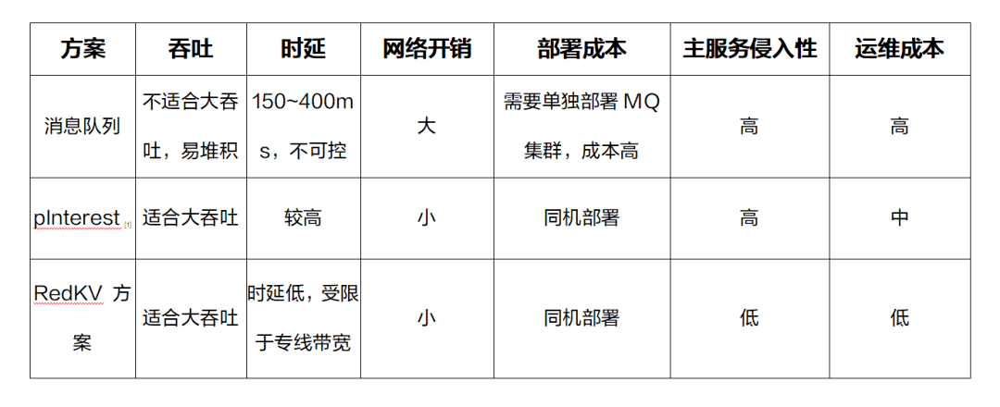 方案 吞吐 时延 网络开销 部署成本 主服务侵入性 运维成本
消息队列 不适合大吞 150~400m 大 需要单独部署 MQ 高 高
吐，易堆积 s，不可控 集群，成本高
pInterest [1] 适合大吞吐 较高 小 同机部署 高 中
RedKV 方 适合大吞吐 时延低，受限 小 同机部署 低 低
案 于专线带宽